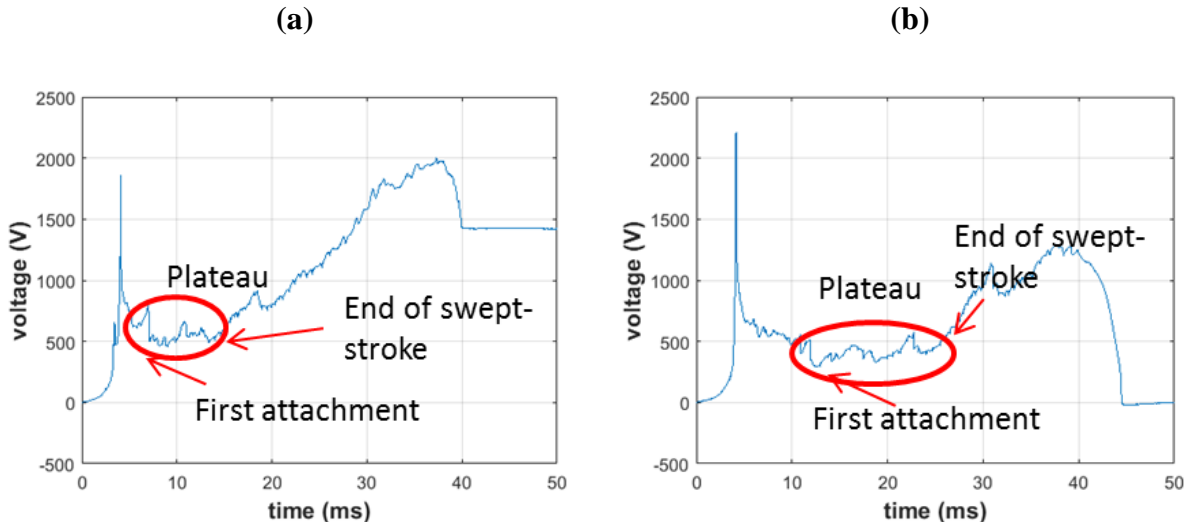 (a)
2500
2000
1500
1000
500
0
-500
voltage (V)
0 10 20 30 40 50
time (ms)
Plateau
End of swept-
stroke
First attachment
(b)
2500
2000
1500
1000
500
0
-500
voltage (V)
0 10 20 30 40 50
time (ms)
End of swept-
stroke
Plateau
First attachment